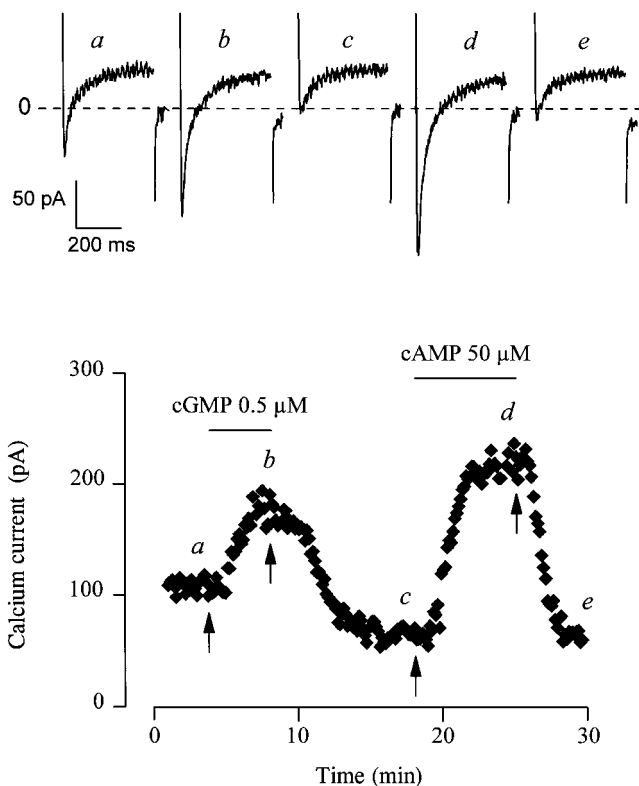 a b c d e
0
50 pA
200 ms
cAMP 50 µM
cGMP 0.5 µM
300
200
100
0
Calcium current (pA)
a b c d e
0 10 20 30
Time (min)